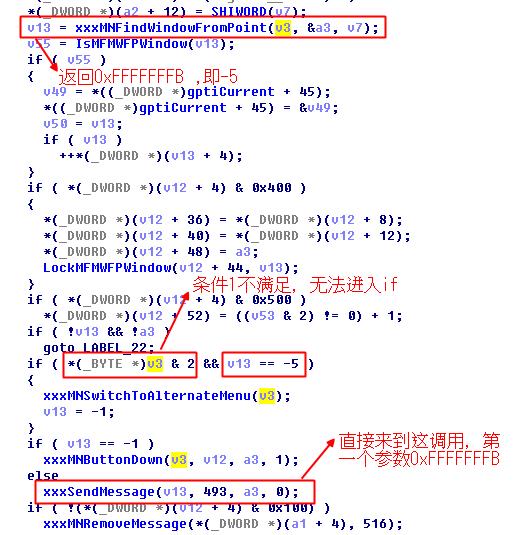 *(_DWORD *)(a2 + 12) = SHIWORD(v7);
v13 = xxxMNFindWindowFromPoint(v3, &a3, v7);
v55 = IsMFMWFPWindow(v13);
if ( v55 )
返回0xFFFFFFFB ,即-5
{
v49 = *((_DWORD *)gptiCurrent + 45);
*((_DWORD *)gptiCurrent + 45) = &v49;
v50 = v13;
if ( v13 )
++*(_DWORD *)(v13 + 4);
}
if ( *(_DWORD *)(v12 + 4) & 0x400 )
{
*(_DWORD *)(v12 + 36) = *(_DWORD *)(v12 + 8);
*(_DWORD *)(v12 + 40) = *(_DWORD *)(v12 + 12);
*(_DWORD *)(v12 + 48) = a3;
LockMFMWFPWindow(v12 + 44, v13);
}
条件1不满足，无法进入if
if ( *(_DWORD *)(v12 + 4) & 0x500 )
*(_DWORD *)(v12 + 52) = ((v53 & 2) != 0) + 1;
if ( !v13 && !a3 )
goto LABEL_22;
if ( *(_BYTE *)v3 & 2 && v13 == -5 )
{
xxxMNSwitchToAlternateMenu(v3);
v13 = -1;
}
if ( v13 == -1 )
xxxMNButtonDown(v3, v12, a3, 1);
else
直接来到这调用，第
一个参数0xFFFFFFFB
xxxSendMessage(v13, 493, a3, 0);
if ( !(*(_DWORD *)(v12 + 4) & 0x100) )
xxxMNRemoveMessage(*(_DWORD *)(a1 + 4), 516);